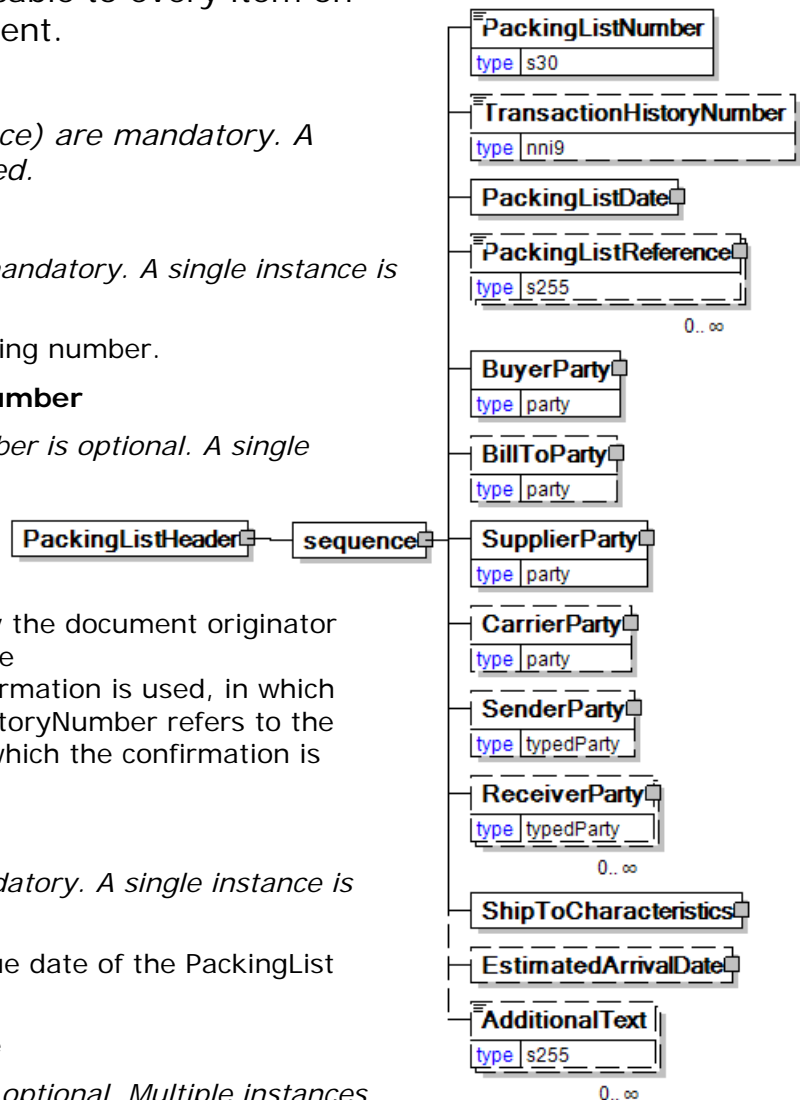 able to every item on
ent.
ce) are mandatory. A
ed.
andatory. A single instance is
ing number.
umber
ber is optional. A single
the document originator
e
rmation is used, in which
toryNumber refers to the
which the confirmation is
datory. A single instance is
ue date of the PackingList
optional. Multiple instances
PackingListHeader
sequence
PackingListNumber
type s30
TransactionHistoryNumber
type nni9
PackingListDate
PackingListReference
type s255
0.. ∞
BuyerParty
type party
BillToParty
type party
SupplierParty
type party
CarrierParty
type party
SenderParty
type typedParty
ReceiverParty
type typedParty
0.. ∞
ShipToCharacteristics
EstimatedArrivalDate
AdditionalText
type s255
0.. ∞